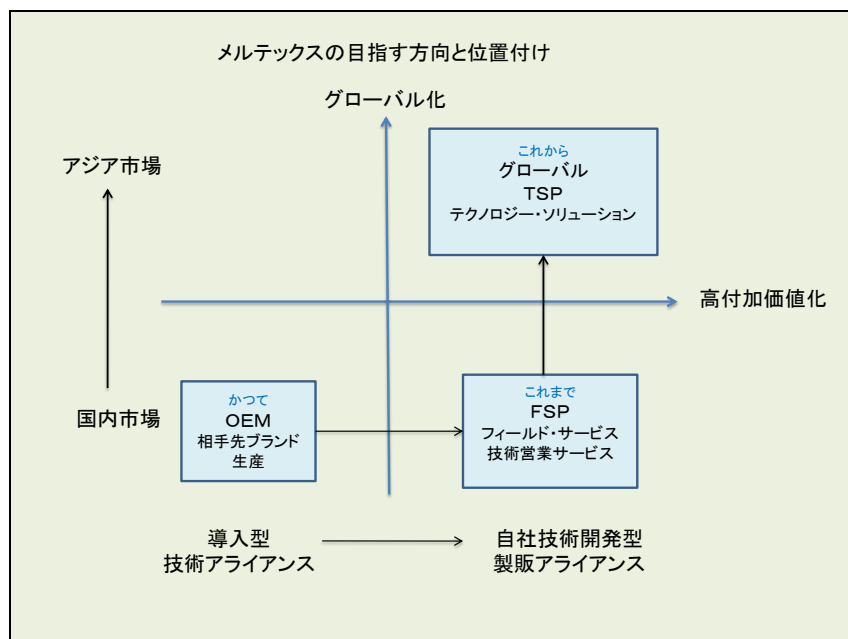 メルテックスの目指す方向と位置付け
グローバル化
アジア市場
これから
グローバル
TSP
テクノロジー・ソリューション
高付加価値化
国内市場
かつて
OEM
相手先ブランド
生産
これまで
FSP
フィールド・サービス
技術営業サービス
導入型
技術アライアンス
自社技術開発型
製販アライアンス